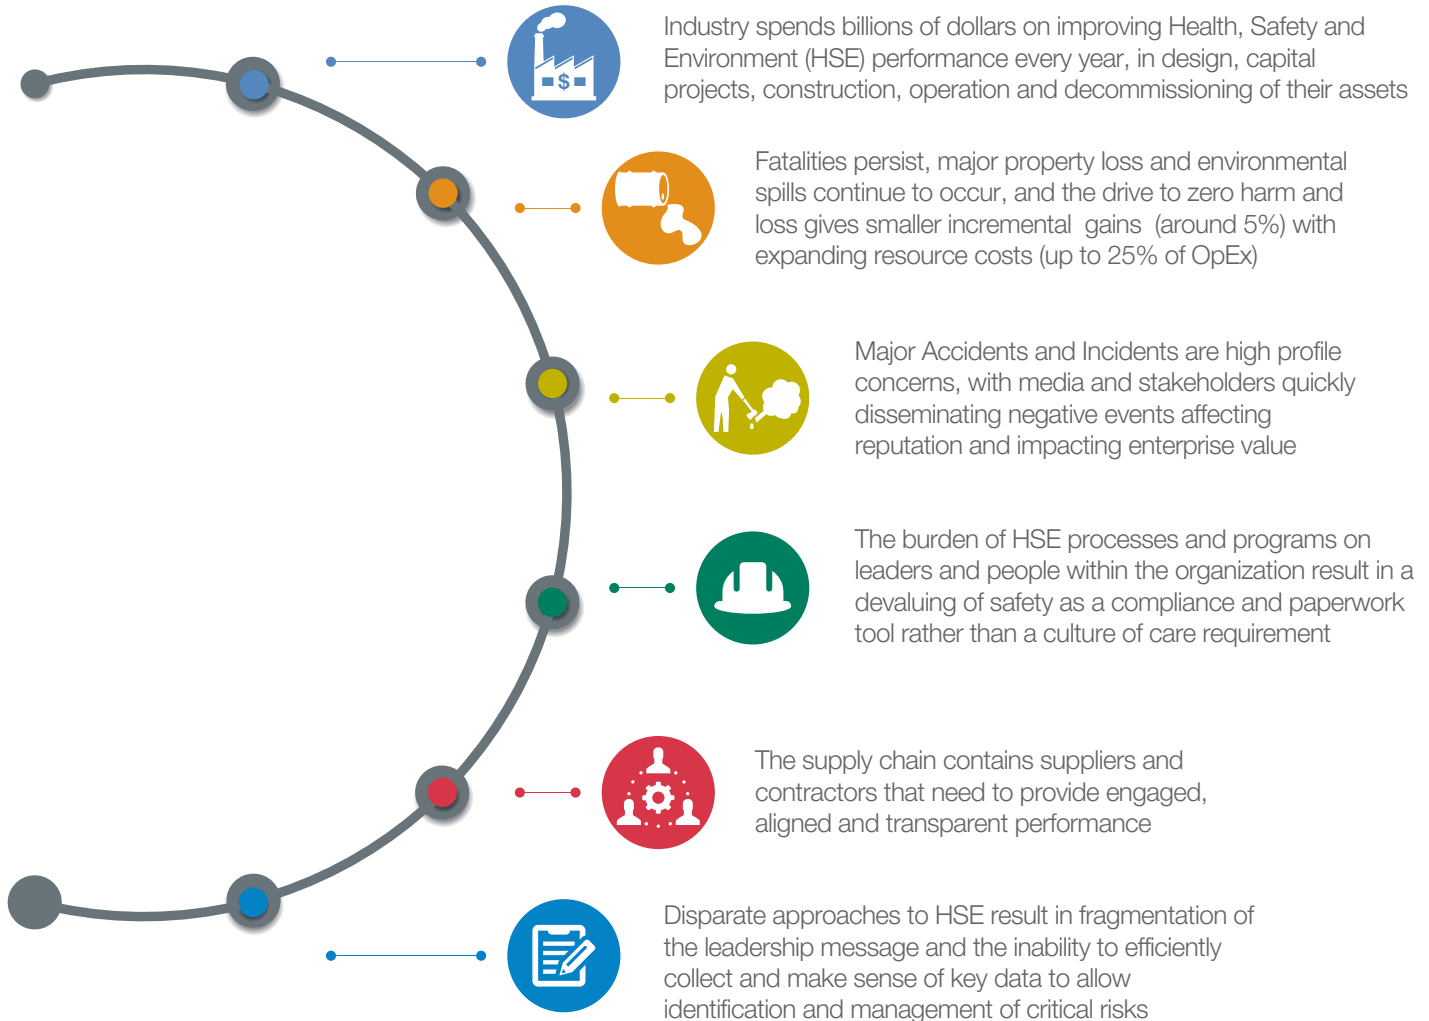 Industry spends billions of dollars on improving Health, Safety and
Environment (HSE) performance every year, in design, capital
projects, construction, operation and decommissioning of their assets
$
Fatalities persist, major property loss and environmental
spills continue to occur, and the drive to zero harm and
loss gives smaller incremental  gains  (around 5%) with
expanding resource costs (up to 25% of OpEx)
Major Accidents and Incidents are high profile
concerns, with media and stakeholders quickly
disseminating negative events affecting
reputation and impacting enterprise value
The burden of HSE processes and programs on
leaders and people within the organization result in a
devaluing of safety as a compliance and paperwork
tool rather than a culture of care requirement
The supply chain contains suppliers and
contractors that need to provide engaged,
aligned and transparent performance
Disparate approaches to HSE result in fragmentation of
the leadership message and the inability to efficiently
collect and make sense of key data to allow
identification and management of critical risks